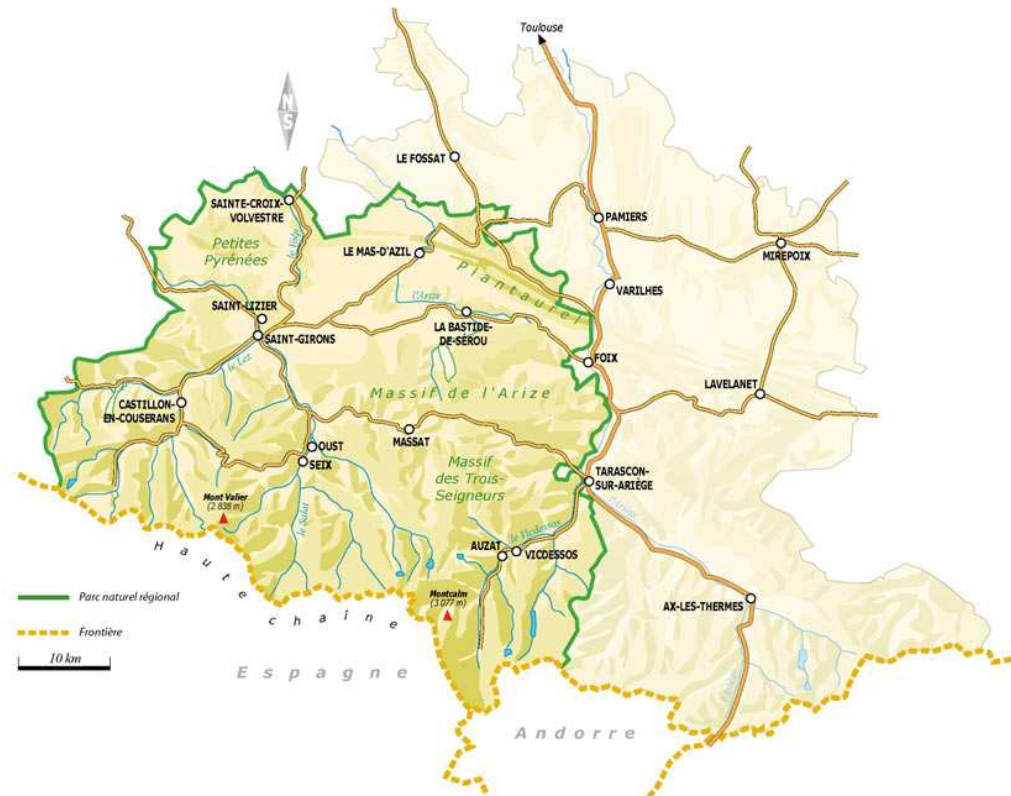 Toulouse
N
S
LE FOSSAT
SAINTE-CROIX-
VOLVESTRE
PAMIERS
le Volp
Petites
Pyrénées
LE MAS-D'AZIL
MIREPOIX
Plantaurel
VARILHES
l'Arize
SAINT-LIZIER
LA BASTIDE-
DE-SÉROU
SAINT-GIRONS
FOIX
le Lez
Massif de l'Arize
LAVELANET
CASTILLON-
EN-COUSERANS
MASSAT
OUST
SEIX
Massif
des Trois-
Seigneurs
TARASCON-
SUR-ARIÈGE
Mont Valier
(2 838 m)
le Salat
l'Ariège
le Vicdessos
AUZAT
VICDESSOS
Haute chaîne
Parc naturel régional
Montcalm
(3 077 m)
AX-LES-THERMES
Frontière
10 km
Espagne
Andorre